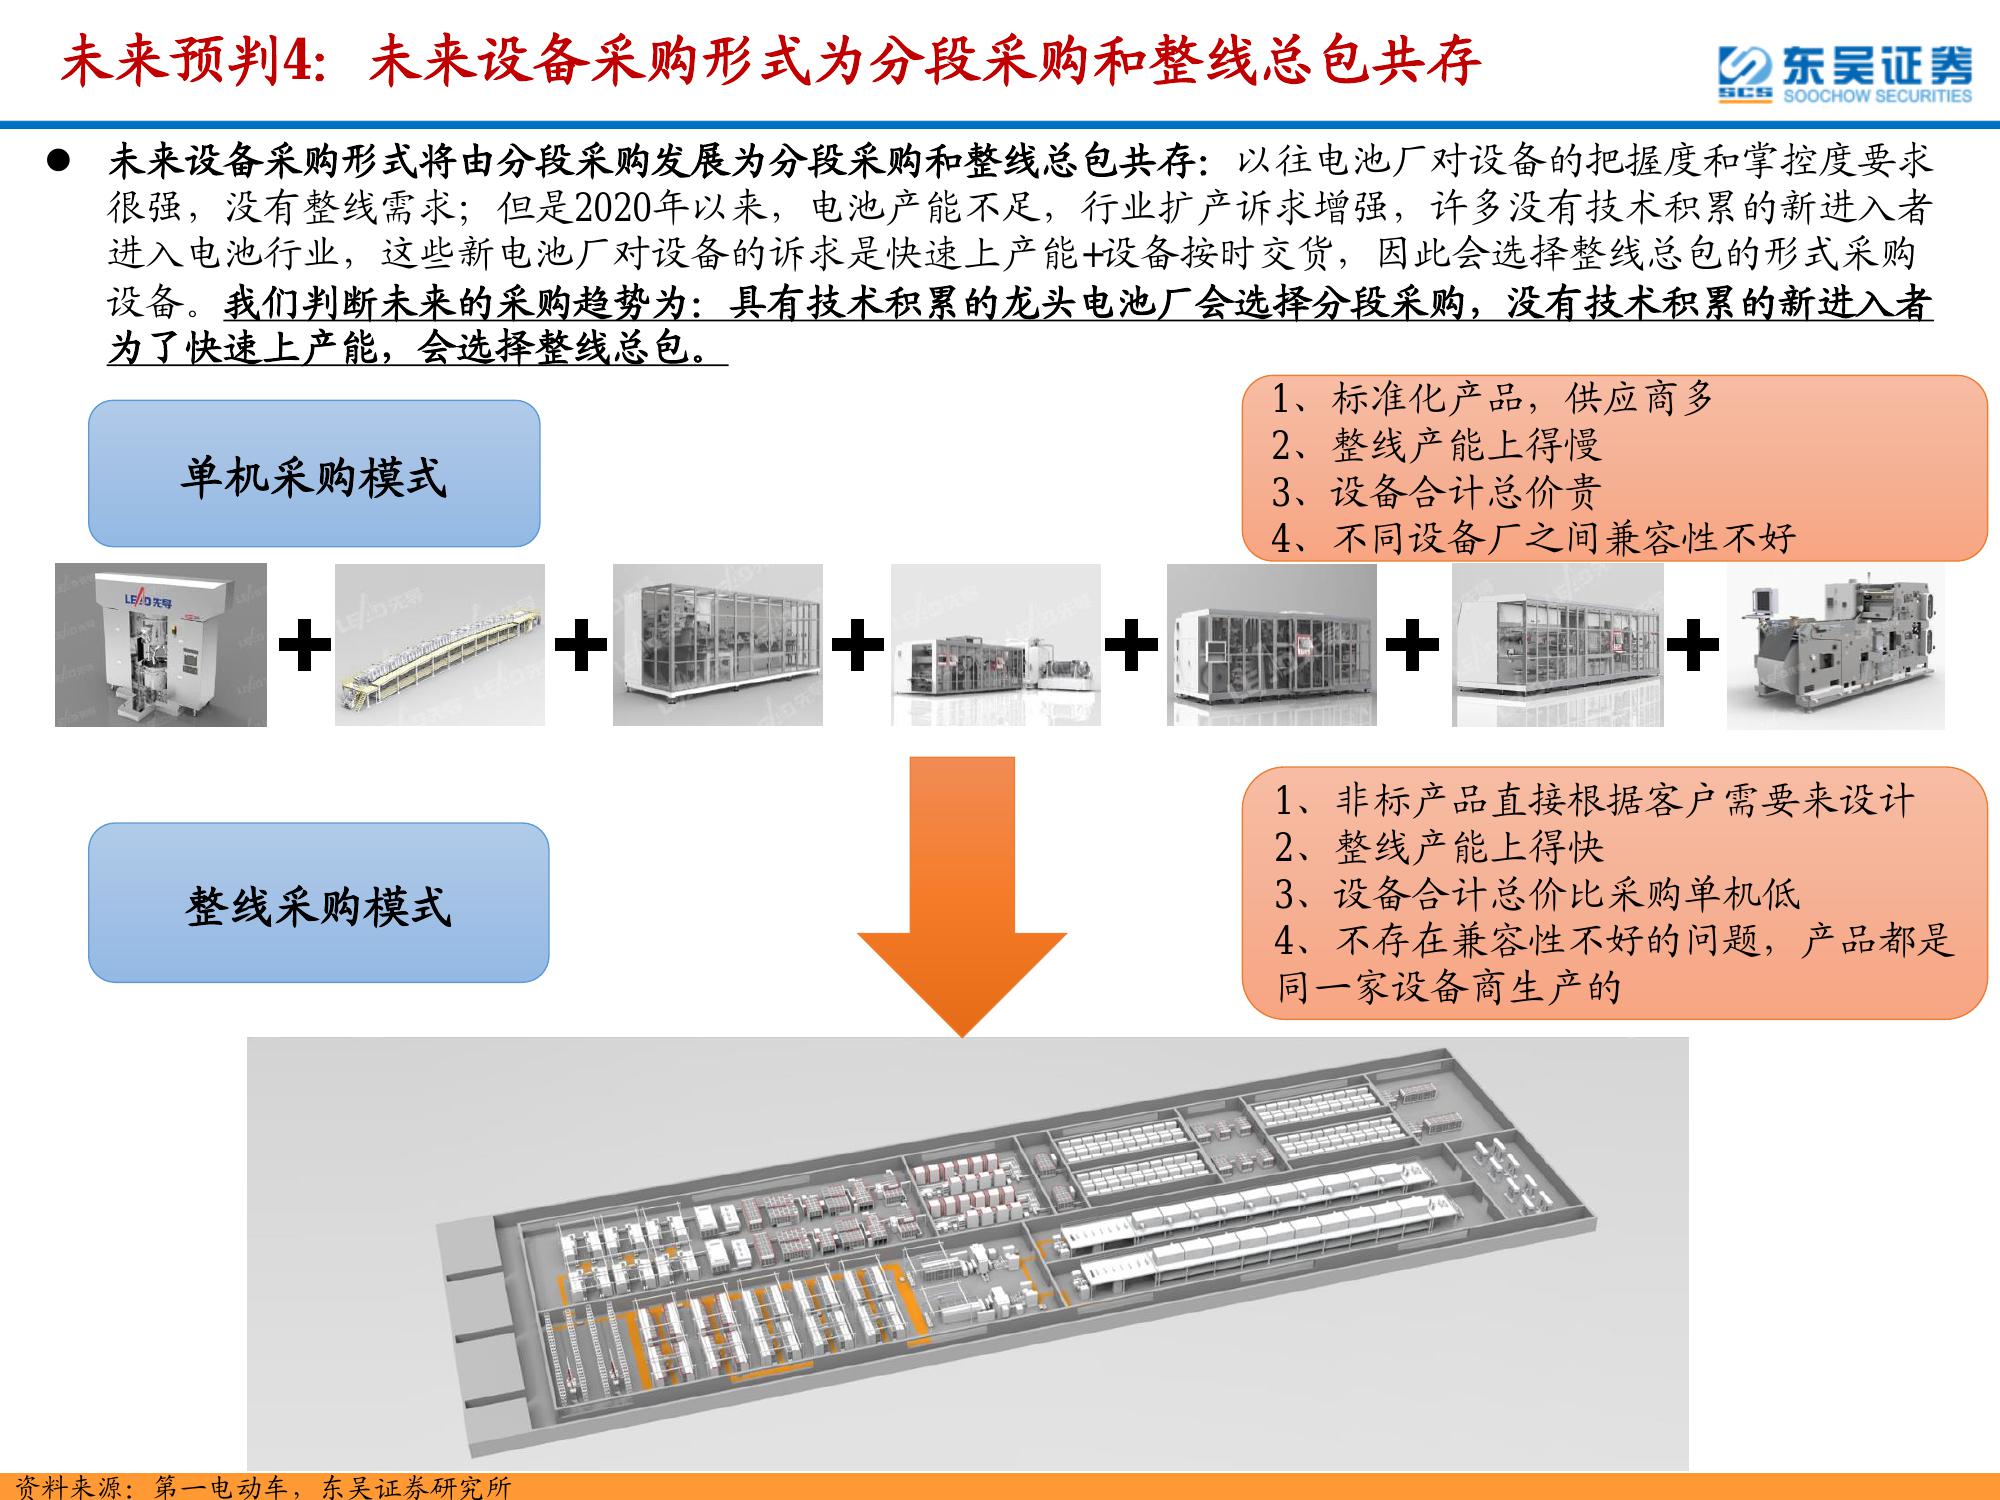 未来预判4：未来设备采购形式为分段采购和整线总包共存
SCS
东吴证券
SOOCHOW SECURITIES
● 未来设备采购形式将由分段采购发展为分段采购和整线总包共存：以往电池厂对设备的把握度和掌控度要求
很强，没有整线需求；但是2020年以来，电池产能不足，行业扩产诉求增强，许多没有技术积累的新进入者
进入电池行业，这些新电池厂对设备的诉求是快速上产能+设备按时交货，因此会选择整线总包的形式采购
设备。我们判断未来的采购趋势为：具有技术积累的龙头电池厂会选择分段采购，没有技术积累的新进入者
为了快速上产能，会选择整线总包。
单机采购模式
1、标准化产品，供应商多
2、整线产能上得慢
3、设备合计总价贵
4、不同设备厂之间兼容性不好
LEAD 先导
整线采购模式
1、非标产品直接根据客户需要来设计
2、整线产能上得快
3、设备合计总价比采购单机低
4、不存在兼容性不好的问题，产品都是
同一家设备商生产的
资料来源：第一电动车，东吴证券研究所